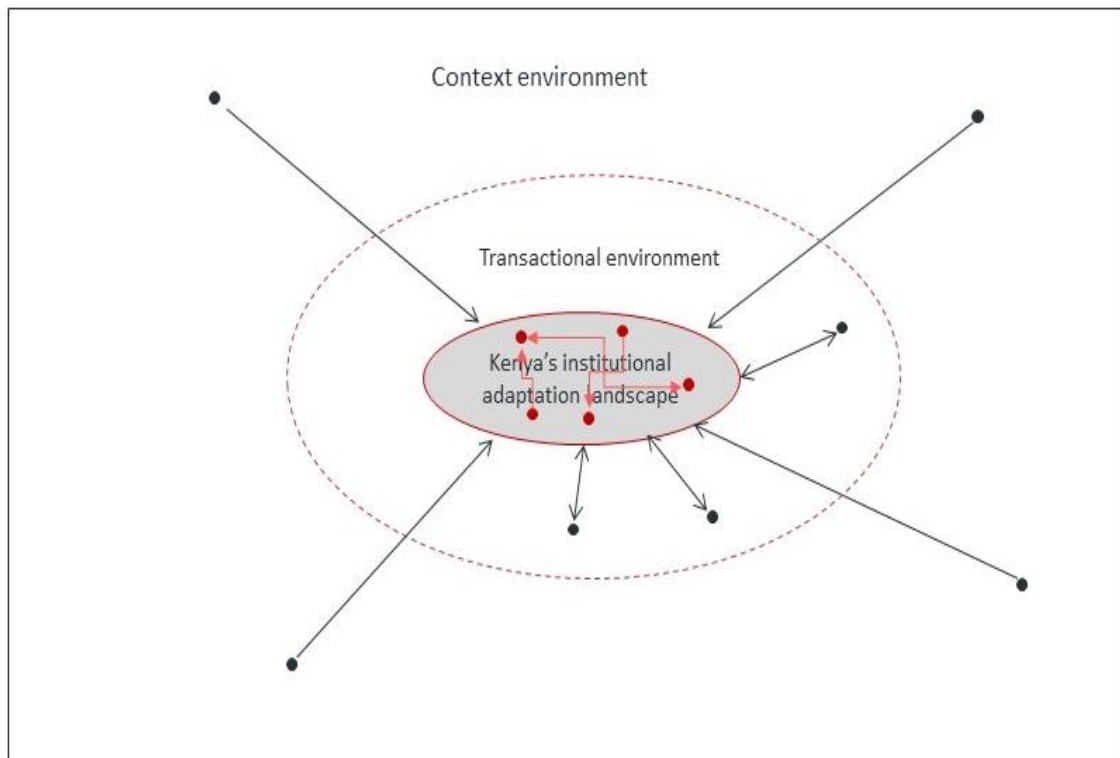 Context environment
Transactional environment
Kenya’s institutional
adaptation landscape